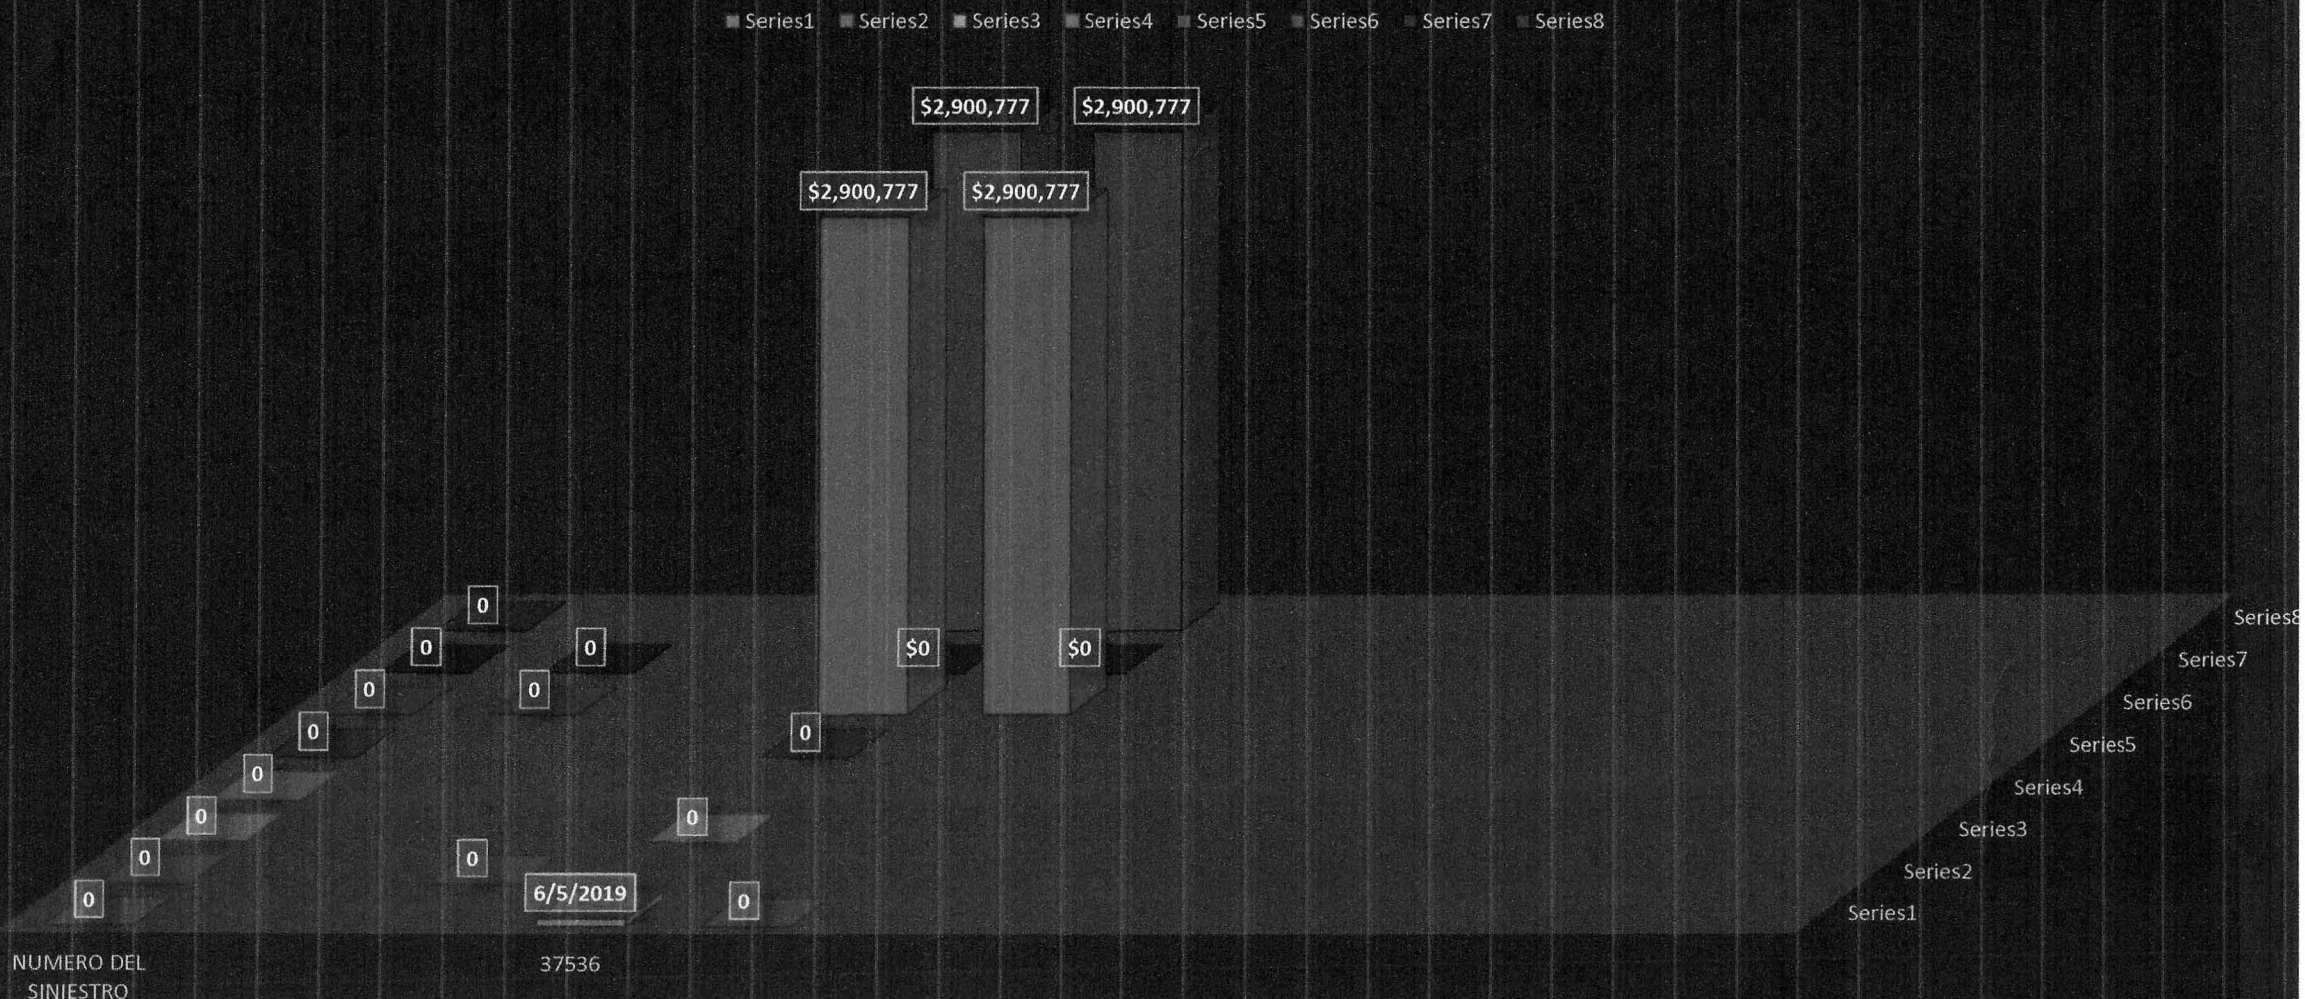 Series1 Series2 Series3 Series4 Series5 Series6 Series7 Series8
$2,900,777 $2,900,777
$2,900,777 $2,900,777
0
Series8
0 0 $0 $0
Series7
0 0
Series6
0 0
Series5
0
Series4
0 0
Series3
0 0
Series2
6/5/2019
0 0
Series1
NUMERO DEL
SINIESTRO
37536